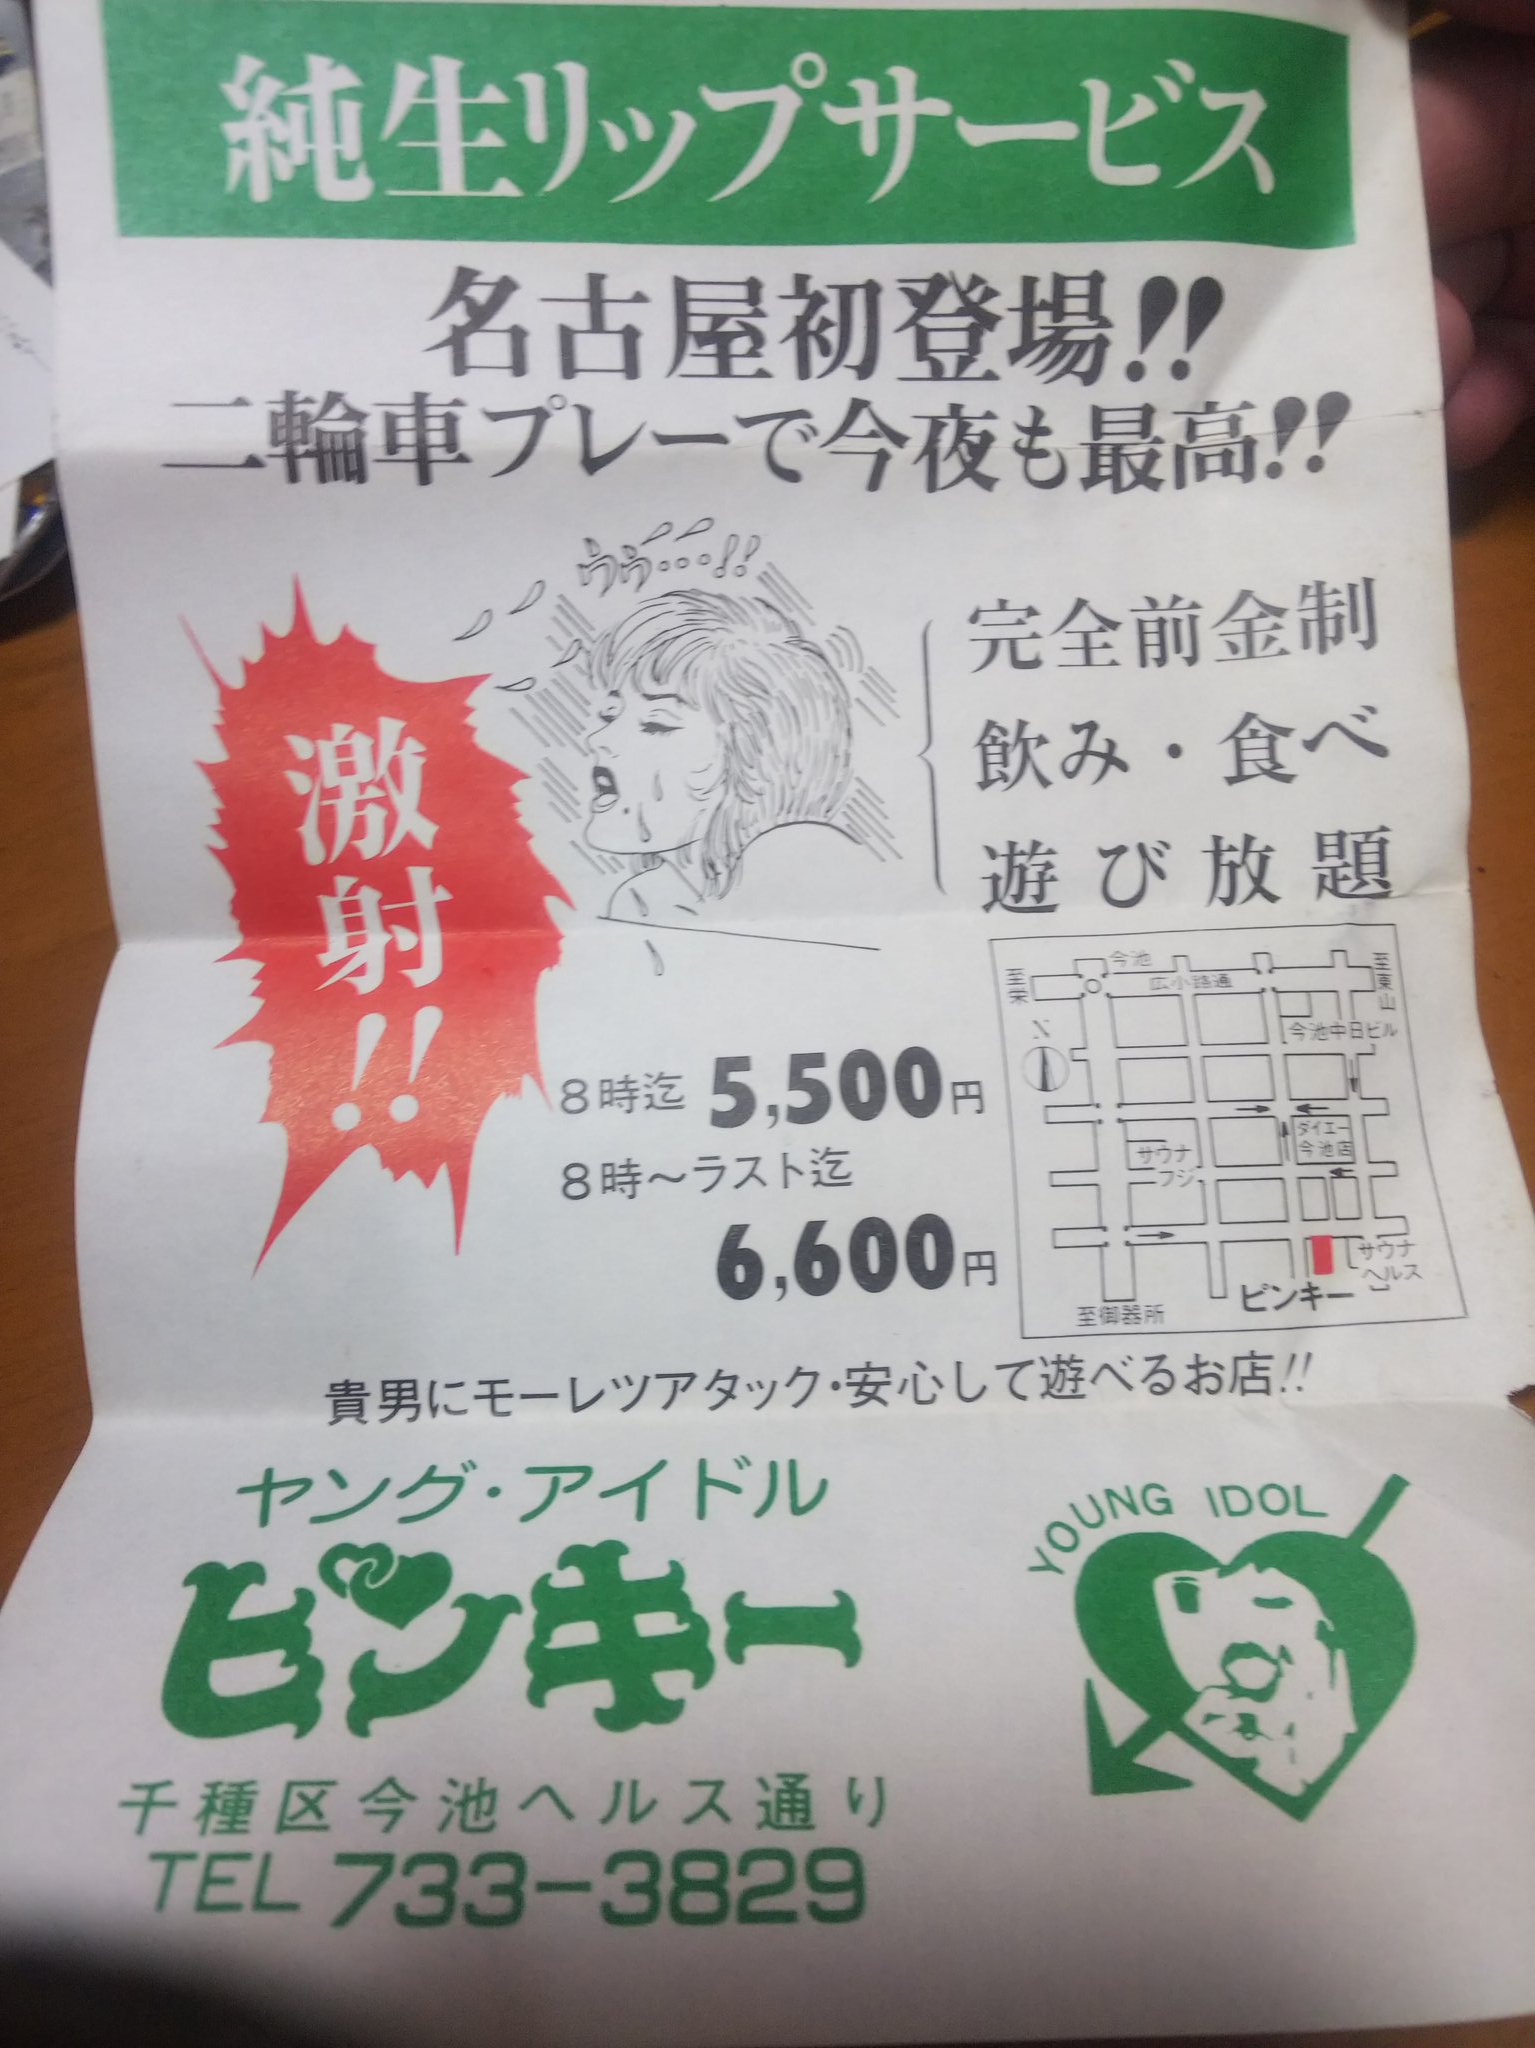 純生リップサービス
名古屋初登場!!
二輪車プレーで今夜も最高!!
ウゥ・・・・・!!
激射!!
完全前金制
飲み・食べ
遊び放題
8時迄 5,500円
8時〜ラスト迄
6,600円
今池
至栄
広小路通
至東山
N
今池中日ビル
ダイエー
今池店
サウナ
フジ
サウナ
ヘルス
ピンキー
至御器所
貴男にモーレツアタック・安心して遊べるお店!!
ヤング・アイドル
ピンキー
YOUNG IDOL
千種区今池ヘルス通り
TEL 733-3829